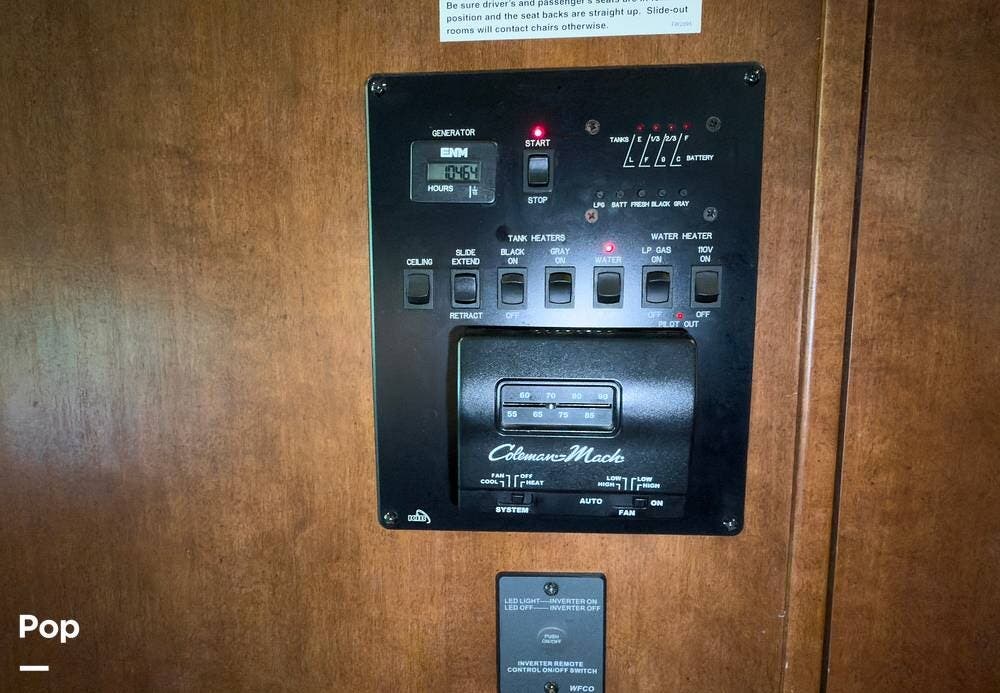 Be sure driver's and passenger's seats are in
position and the seat backs are straight up. Slide-out
rooms will contact chairs otherwise.
GENERATOR
ENM
HOURS
START
STOP
TANKS E 1/3 2/3 F
L F G C BATTERY
LPG BATT FRESH BLACK GRAY
TANK HEATERS
WATER HEATER
CEILING
SLIDE
EXTEND
RETRACT
BLACK
ON
OFF
GRAY
ON
WATER
LP GAS
ON
OFF
110V
ON
OFF
PILOT OUT
60 70 80 90
55 65 75 85
Coleman-Mach
FAN OFF
COOL HEAT
SYSTEM
LOW LOW
HIGH HIGH
AUTO ON
FAN
LED LIGHT—INVERTER ON
LED OFF—INVERTER OFF
PUSH
ON/OFF
INVERTER REMOTE
CONTROL ON/OFF SWITCH
WFCO
Pop